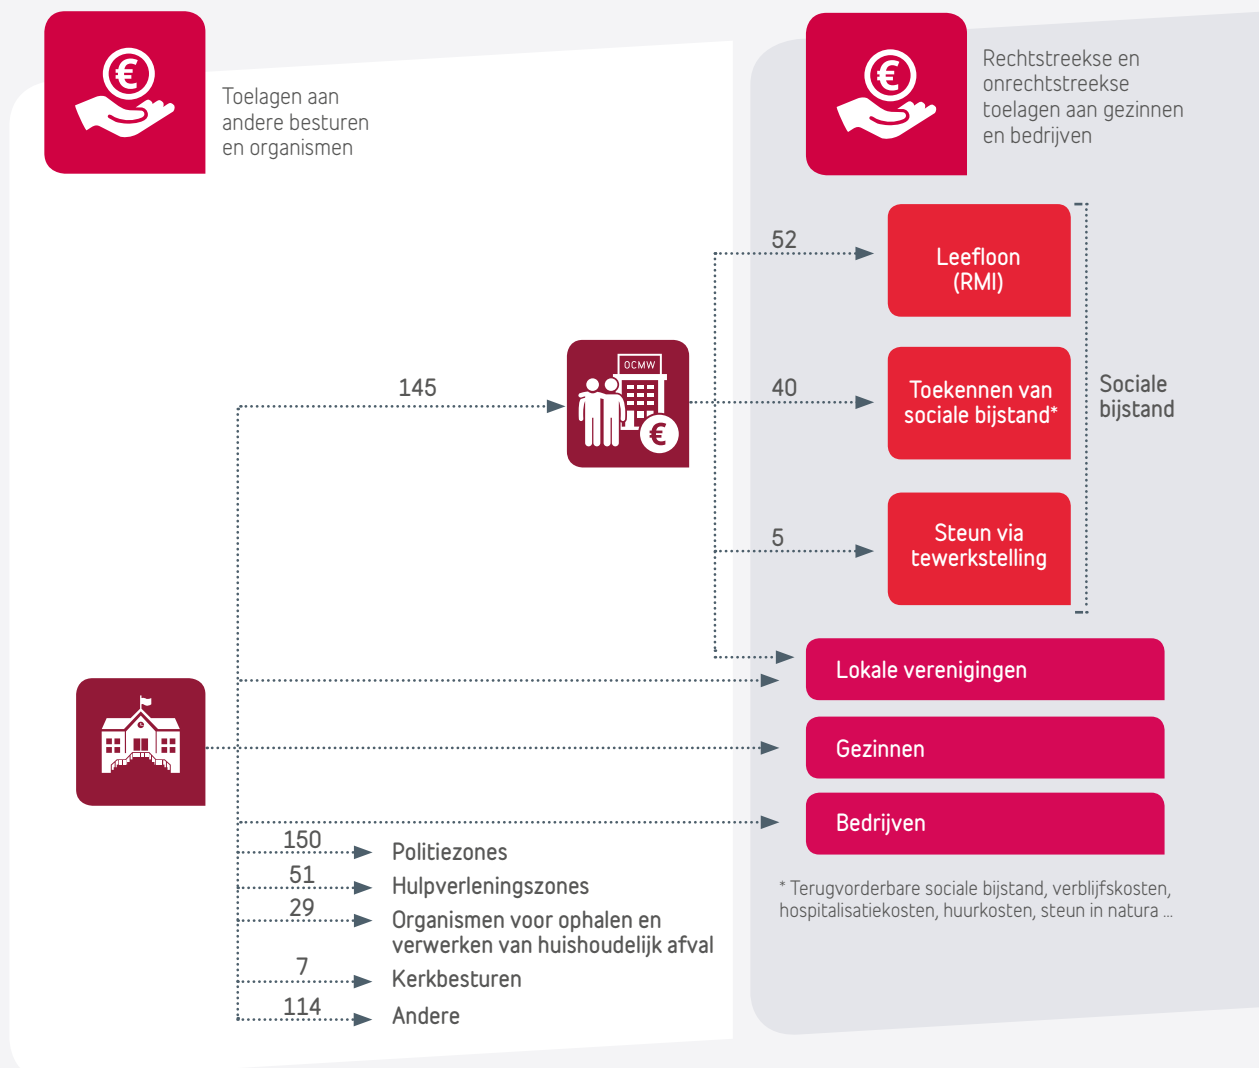 Toelagen aan
andere besturen
en organismen
Rechtstreekse en
onrechtstreekse
toelagen aan gezinnen
en bedrijven
52
Leefloon
(RMI)
145
OCMW
40
Toekennen van
sociale bijstand*
Sociale
bijstand
5
Steun via
tewerkstelling
Lokale verenigingen
Gezinnen
Bedrijven
150
Politiezones
51
Hulpverleningszones
29
Organismen voor ophalen en
verwerken van huishoudelijk afval
7
Kerkbesturen
114
Andere
* Terugvorderbare sociale bijstand, verblijfskosten,
hospitalisatiekosten, huurkosten, steun in natura ...